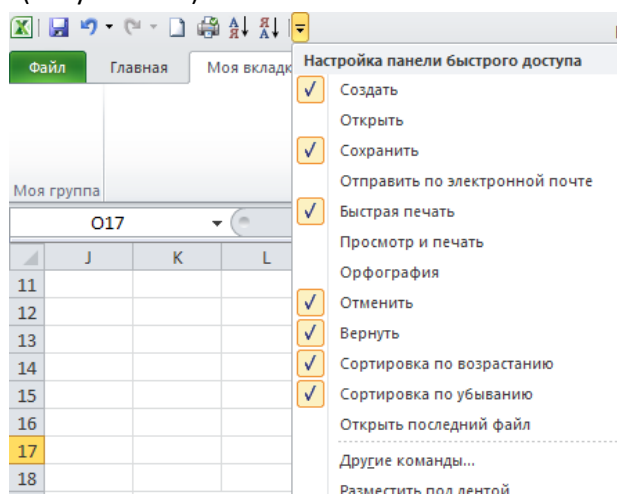 Файл Главная Моя вкладк
Настройка панели быстрого доступа
Создать
Открыть
Сохранить
Отправить по электронной почте
Быстрая печать
Просмотр и печать
Орфография
Отменить
Вернуть
Сортировка по возрастанию
Сортировка по убыванию
Открыть последний файл
Другие команды...
Разместить под лентой
Моя группа
O17
J K L
11
12
13
14
15
16
17
18